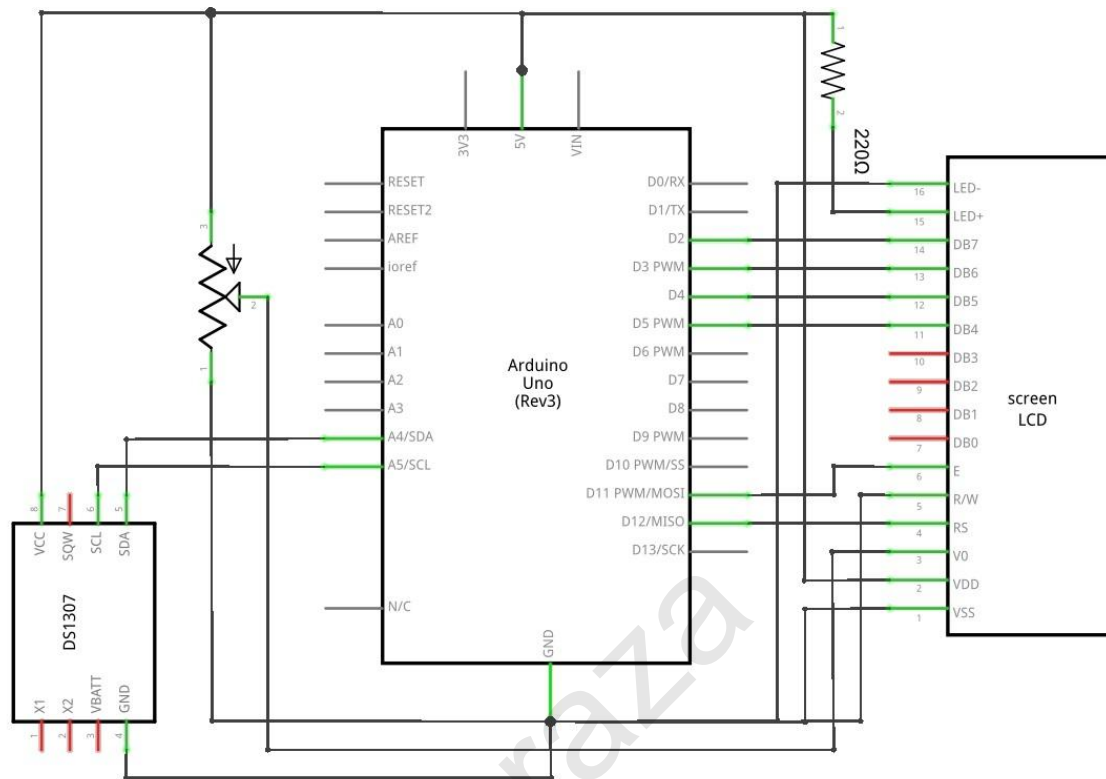 1
2
220Ω
3V3
5V
VIN
RESET
RESET2
AREF
ioref
A0
A1
A2
A3
A4/SDA
A5/SCL
N/C
D0/RX
D1/TX
D2
D3 PWM
D4
D5 PWM
D6 PWM
D7
D8
D9 PWM
D10 PWM/SS
D11 PWM/MOSI
D12/MISO
D13/SCK
GND
Arduino
Uno
(Rev3)
3
2
1
16 LED-
15 LED+
14 DB7
13 DB6
12 DB5
11 DB4
10 DB3
9 DB2
8 DB1
7 DB0
6 E
5 R/W
4 RS
3 V0
2 VDD
1 VSS
screen
LCD
8 VCC
7 SQW
6 SCL
5 SDA
DS1307
X1 1
X2 2
VBATT 3
GND 4
raza